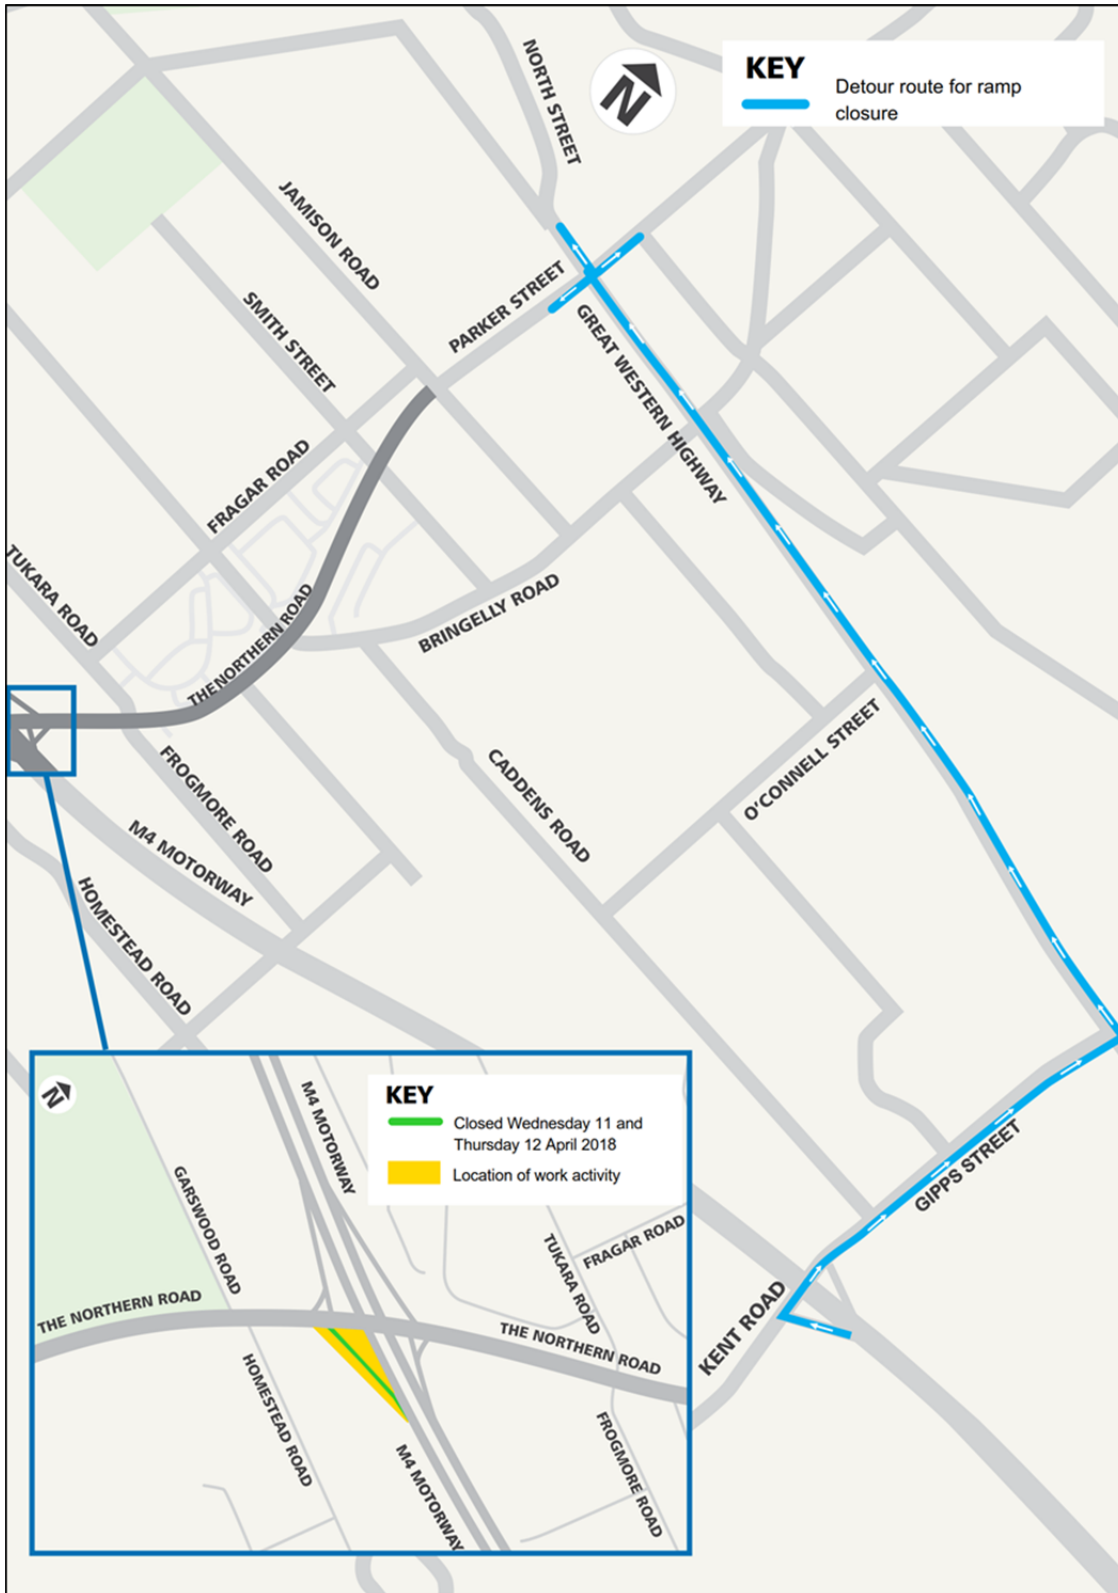 NORTH STREET
N
KEY
Detour route for ramp
closure
JAMISON ROAD
SMITH STREET
PARKER STREET
GREAT WESTERN HIGHWAY
FRAGAR ROAD
TUKARA ROAD
THE NORTHERN ROAD
BRINGELLY ROAD
FROGMORE ROAD
CADDENS ROAD
O'CONNELL STREET
M4 MOTORWAY
HOMESTEAD ROAD
GIPPS STREET
KENT ROAD
N
M4 MOTORWAY
KEY
Closed Wednesday 11 and
Thursday 12 April 2018
Location of work activity
GARSWOOD ROAD
TUKARA ROAD
FRAGAR ROAD
THE NORTHERN ROAD
THE NORTHERN ROAD
HOMESTEAD ROAD
M4 MOTORWAY
FROGMORE ROAD